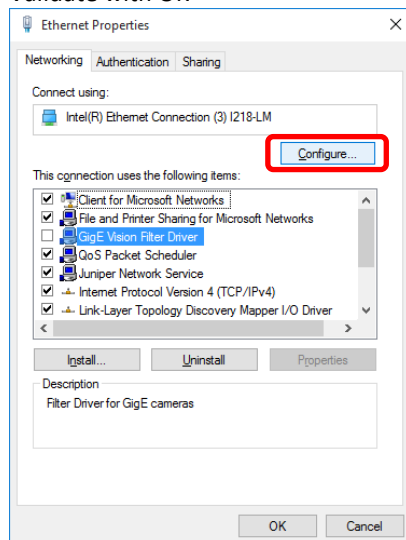 Ethernet Properties
Networking Authentication Sharing
Connect using:
Intel(R) Ethernet Connection (3) I218-LM
Configure...
This connection uses the following items:
Client for Microsoft Networks
File and Printer Sharing for Microsoft Networks
GigE Vision Filter Driver
QoS Packet Scheduler
Juniper Network Service
Internet Protocol Version 4 (TCP/IPv4)
Link-Layer Topology Discovery Mapper I/O Driver
Install... Uninstall Properties
Description
Filter Driver for GigE cameras
OK Cancel